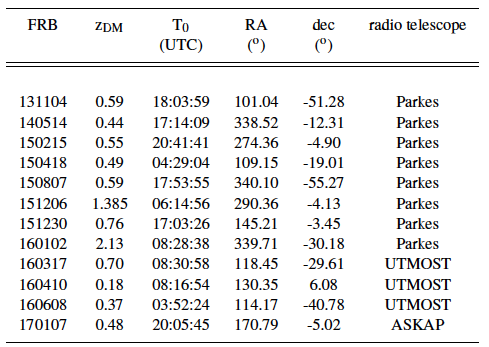 FRB z_DM T_0 RA dec radio telescope
(UTC) (°) (°)
131104 0.59 18:03:59 101.04 -51.28 Parkes
140514 0.44 17:14:09 338.52 -12.31 Parkes
150215 0.55 20:41:41 274.36 -4.90 Parkes
150418 0.49 04:29:04 109.15 -19.01 Parkes
150807 0.59 17:53:55 340.10 -55.27 Parkes
151206 1.385 06:14:56 290.36 -4.13 Parkes
151230 0.76 17:03:26 145.21 -3.45 Parkes
160102 2.13 08:28:38 339.71 -30.18 Parkes
160317 0.70 08:30:58 118.45 -29.61 UTMOST
160410 0.18 08:16:54 130.35 6.08 UTMOST
160608 0.37 03:52:24 114.17 -40.78 UTMOST
170107 0.48 20:05:45 170.79 -5.02 ASKAP